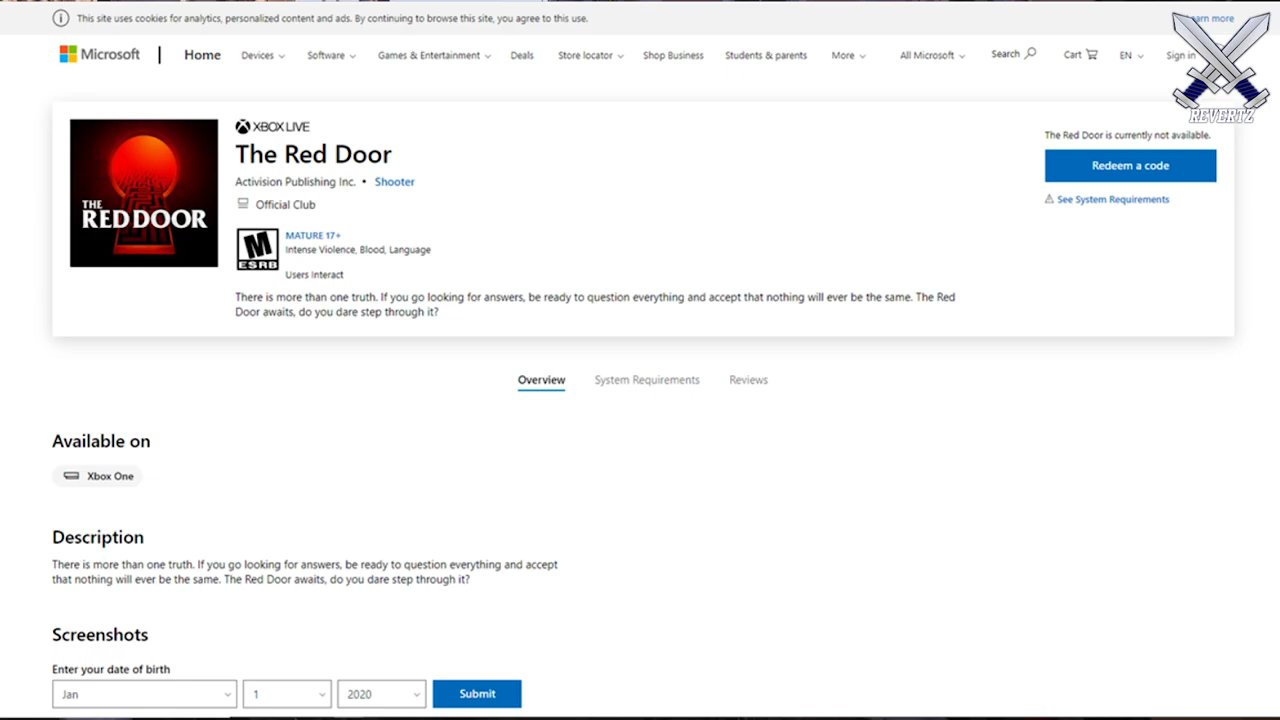 This site uses cookies for analytics, personalized content and ads. By continuing to browse this site, you agree to this use.
Learn more
Microsoft Home Devices Software Games & Entertainment Deals Store locator Shop Business Students & parents More All Microsoft Search Cart EN Sign in
REVERTZ
XBOX LIVE
The Red Door
Activision Publishing Inc. • Shooter
Official Club
THE
RED DOOR
M
ESRB
MATURE 17+
Intense Violence, Blood, Language
Users Interact
There is more than one truth. If you go looking for answers, be ready to question everything and accept that nothing will ever be the same. The Red
Door awaits, do you dare step through it?
The Red Door is currently not available.
Redeem a code
See System Requirements
Overview System Requirements Reviews
Available on
Xbox One
Description
There is more than one truth. If you go looking for answers, be ready to question everything and accept
that nothing will ever be the same. The Red Door awaits, do you dare step through it?
Screenshots
Enter your date of birth
Jan 1 2020 Submit